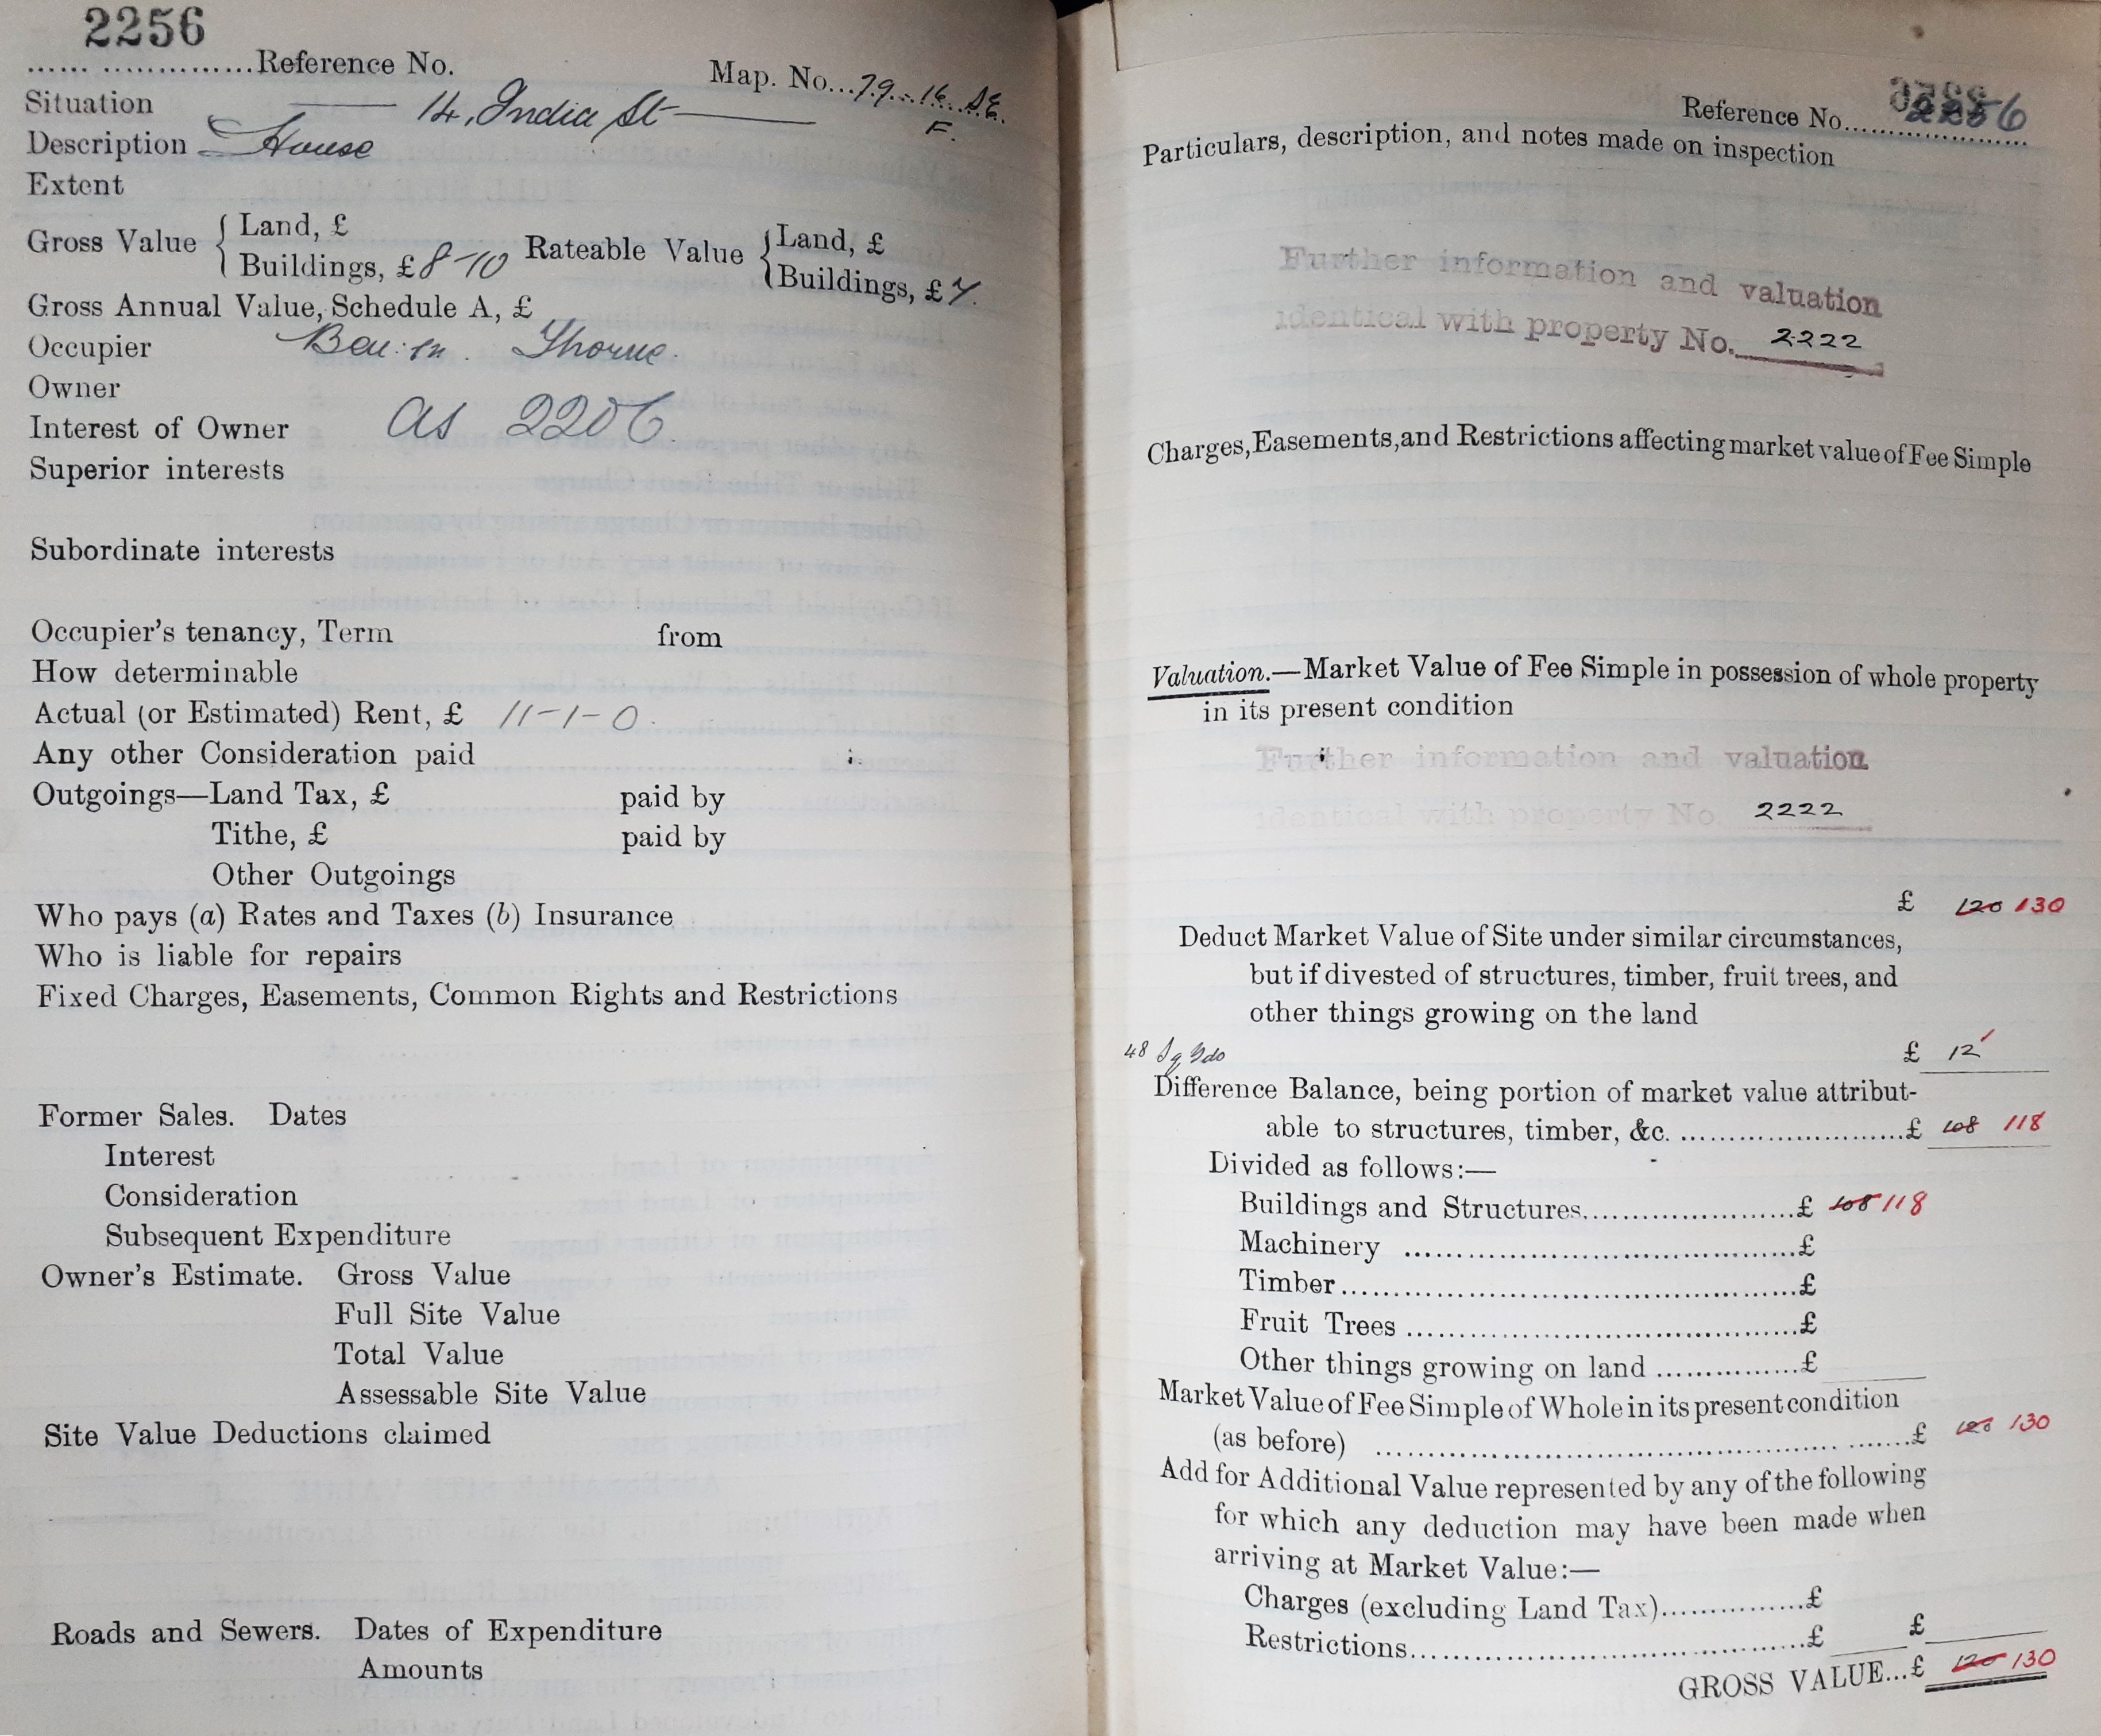 2256
...... ..............Reference No. Map. No...79.-16.SE.
F.
Situation 14, India St
Description House
Extent
Gross Value { Land, £ Rateable Value { Land, £
Buildings, £8-10 Buildings, £7.
Gross Annual Value, Schedule A, £
Occupier Thorne.
Owner
Interest of Owner as 2206.
Superior interests
Subordinate interests
Occupier's tenancy, Term from
How determinable
Actual (or Estimated) Rent, £ 11-1-0.
Any other Consideration paid
Outgoings—Land Tax, £ paid by
Tithe, £ paid by
Other Outgoings
Who pays (a) Rates and Taxes (b) Insurance
Who is liable for repairs
Fixed Charges, Easements, Common Rights and Restrictions
Former Sales. Dates
Interest
Consideration
Subsequent Expenditure
Owner's Estimate. Gross Value
Full Site Value
Total Value
Assessable Site Value
Site Value Deductions claimed
Roads and Sewers. Dates of Expenditure
Amounts
Reference No. 2256
Particulars, description, and notes made on inspection
Further information and valuation
identical with property No. 2222
Charges, Easements, and Restrictions affecting market value of Fee Simple
Valuation.—Market Value of Fee Simple in possession of whole property
in its present condition
Further information and valuation
identical with property No 2222
£ 120 130
Deduct Market Value of Site under similar circumstances,
but if divested of structures, timber, fruit trees, and
other things growing on the land
48 Sq Yds £ 12
Difference Balance, being portion of market value attribut-
able to structures, timber, &c. ........................£ 108 118
Divided as follows:—
Buildings and Structures......................£ 108 118
Machinery ........................................£
Timber..............................................£
Fruit Trees .......................................£
Other things growing on land ..............£
Market Value of Fee Simple of Whole in its present condition
(as before) ..............................................£ 120 130
Add for Additional Value represented by any of the following
for which any deduction may have been made when
arriving at Market Value:—
Charges (excluding Land Tax)..............£
Restrictions.......................................£ £
GROSS VALUE...£ 120 130